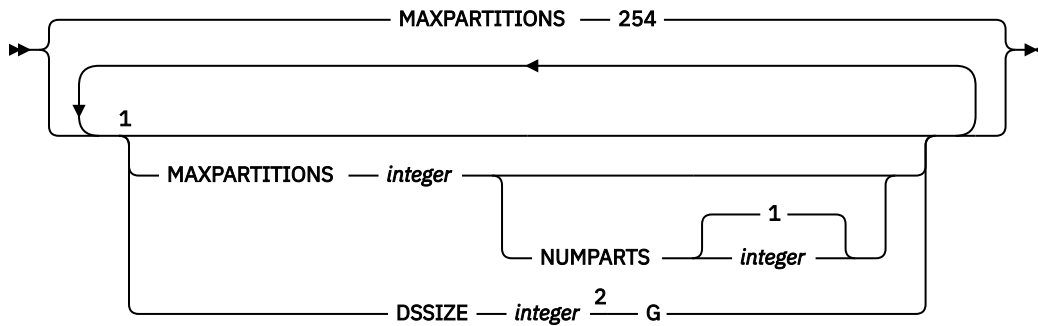 MAXPARTITIONS 254
1
MAXPARTITIONS integer
1
NUMPARTS integer
2
DSSIZE integer G